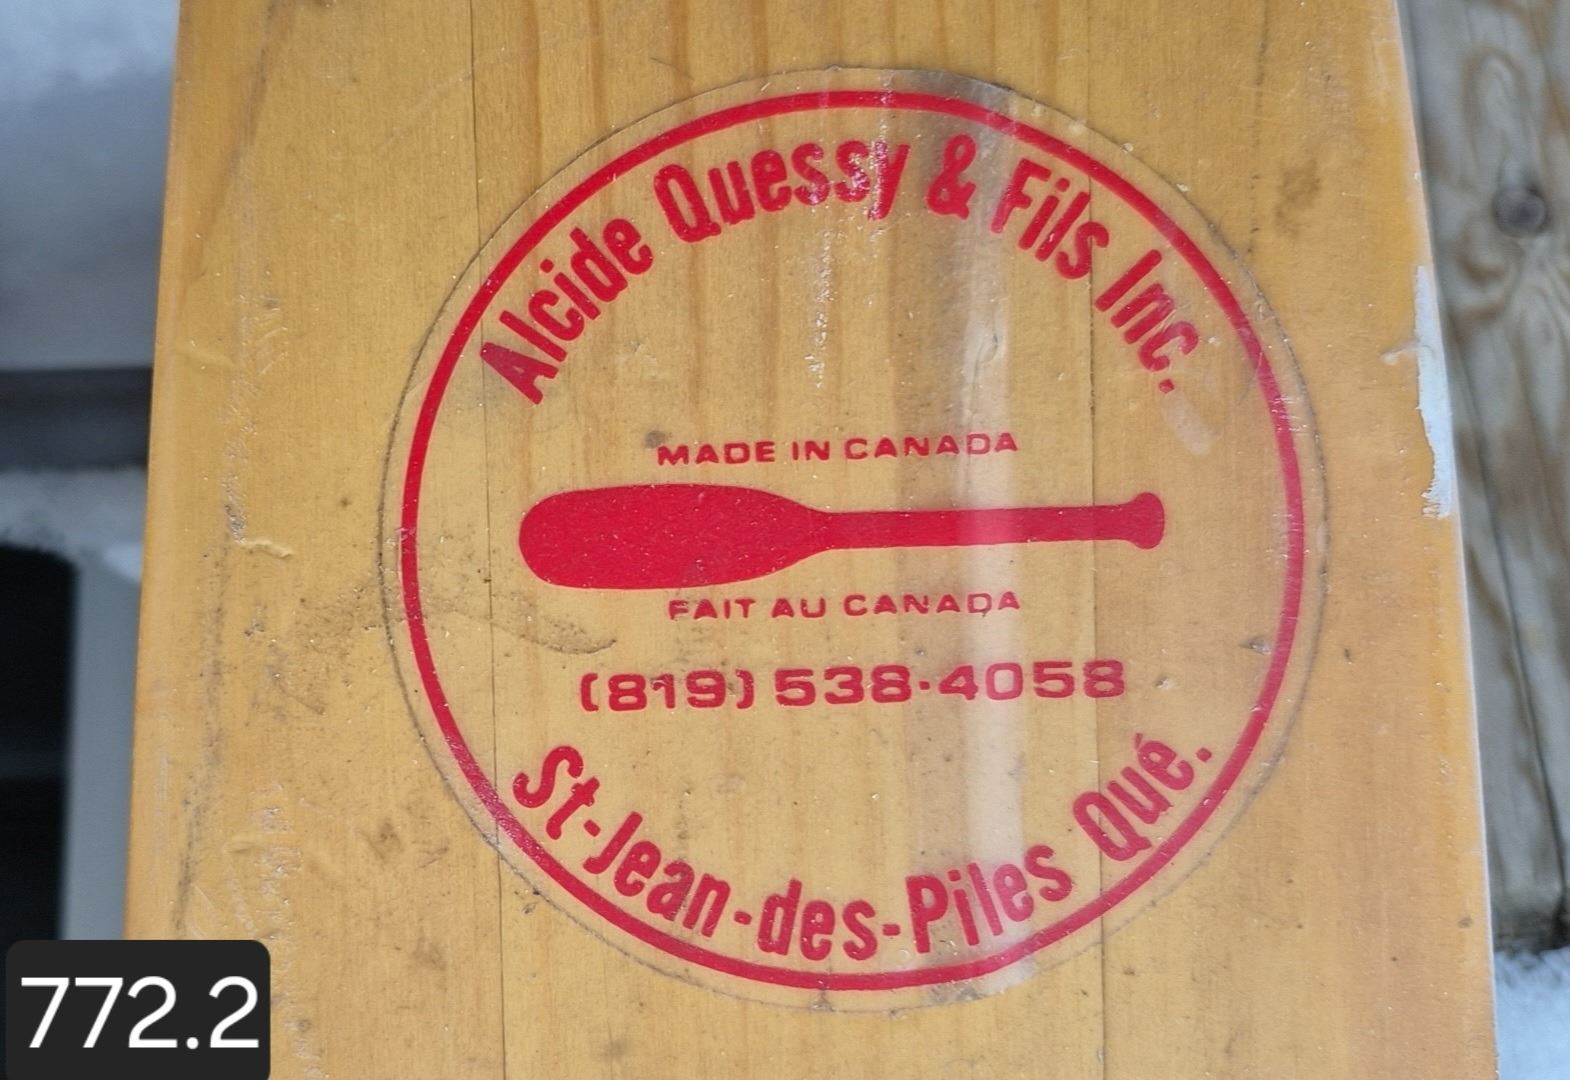 Alcide Quessy & Fils Inc.
MADE IN CANADA
FAIT AU CANADA
(819) 538-4058
St-Jean-des-Piles Qué.
772.2